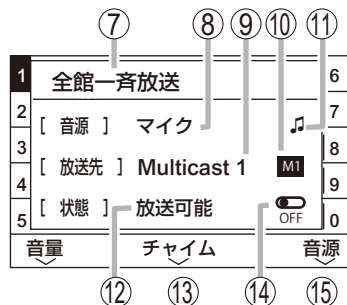 ⑦ ⑧ ⑨ ⑩ ⑪
1 全館一斉放送 6
2 7
[ 音源 ] マイク ♫
3 8
[ 放送先 ] Multicast 1 M1
4 9
[ 状態 ] 放送可能 OFF
5 0
音量 チャイム 音源
⑫ ⑬ ⑭ ⑮